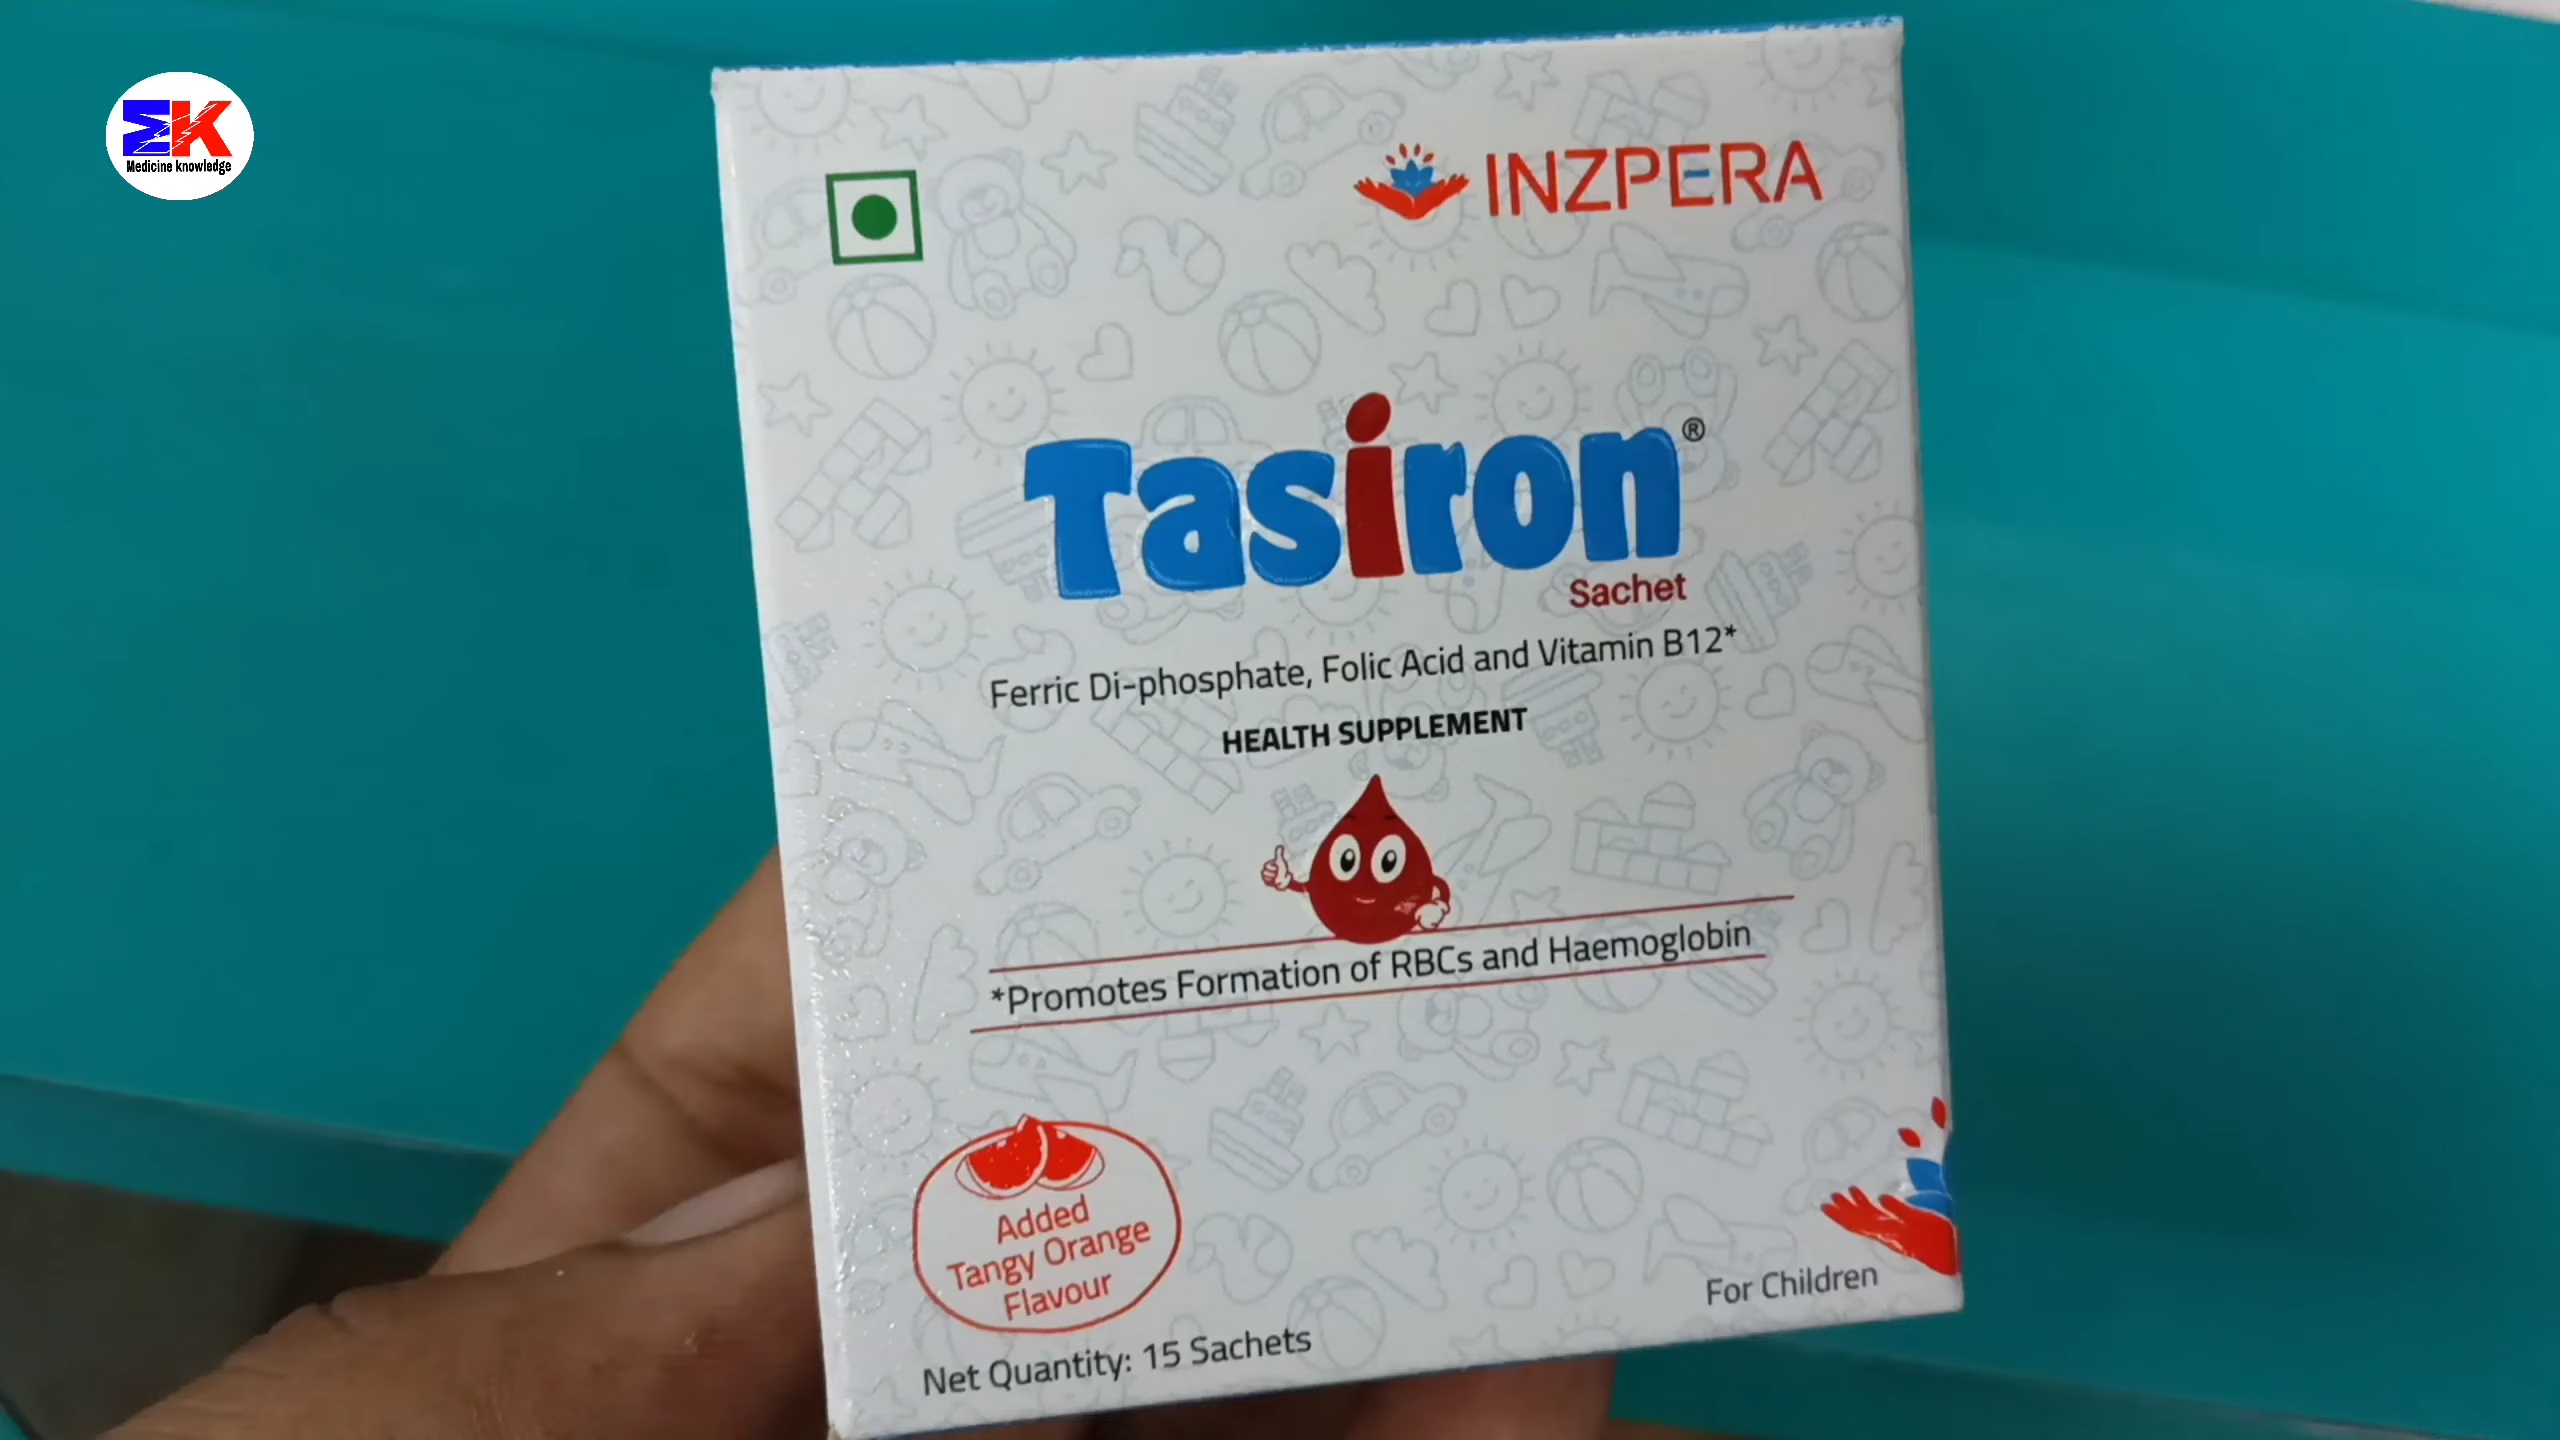 ΣK
Medicine knowledge
INZPERA
Tasiron®
Sachet
Ferric Di-phosphate, Folic Acid and Vitamin B12*
HEALTH SUPPLEMENT
*Promotes Formation of RBCs and Haemoglobin
Added
Tangy Orange
Flavour
For Children
Net Quantity: 15 Sachets